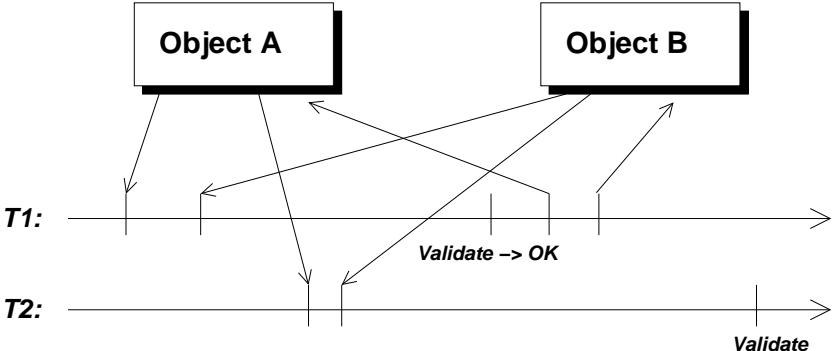 Object A
Object B
T1:
Validate –> OK
T2:
Validate